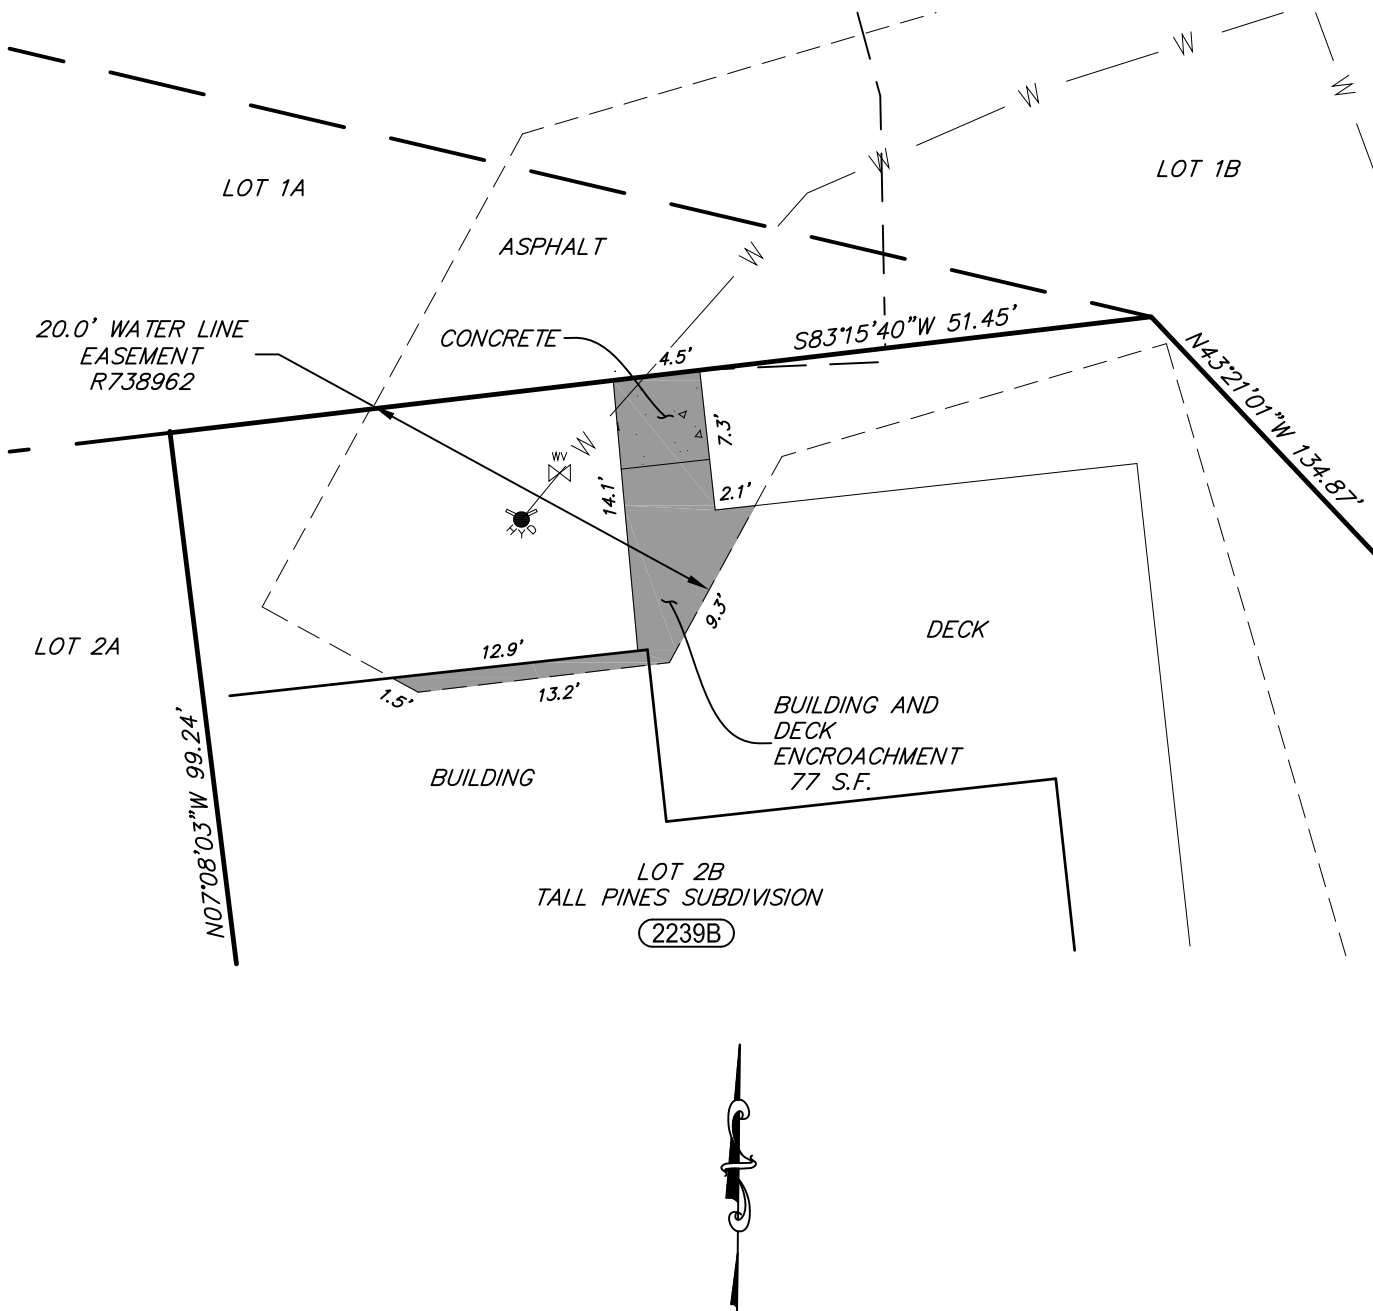 W
W
W
LOT 1B
W
LOT 1A
ASPHALT
W
20.0' WATER LINE
EASEMENT
R738962
CONCRETE
4.5'
S83°15'40"W 51.45'
N43°21'01"W 134.87'
7.3'
W
WV
HYD
14.1'
2.1'
9.3'
LOT 2A
12.9'
DECK
1.5'
13.2'
BUILDING AND
DECK
ENCROACHMENT
77 S.F.
N07°08'03"W 99.24'
BUILDING
LOT 2B
TALL PINES SUBDIVISION
2239B